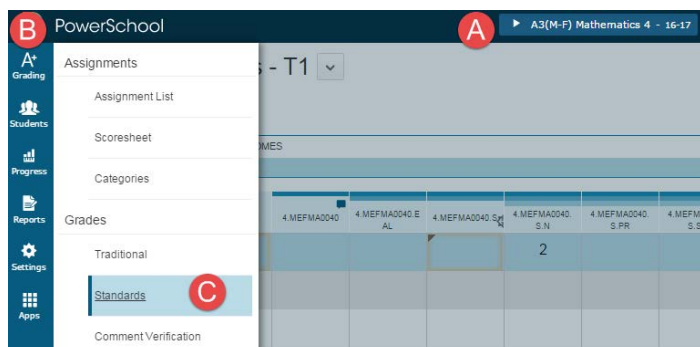 B PowerSchool A A3(M-F) Mathematics 4 - 16-17
A+
Grading
Assignments
s - T1
Assignment List
Students
Scoresheet
OMES
Progress
Categories
Reports
Grades
4.MEFMA0040 4.MEFMA0040.E
AL 4.MEFMA0040.S 4.MEFMA0040.
S.N 4.MEFMA0040.
S.PR 4.MEFM
S.S
Traditional
2
Settings
Standards C
Apps
Comment Verification